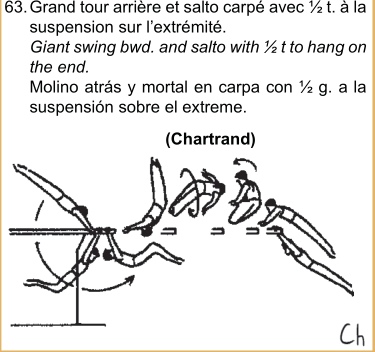 63. Grand tour arrière et salto carpé avec ½ t. à la
suspension sur l'extrémité.
Giant swing bwd. and salto with ½ t to hang on
the end.
Molino atrás y mortal en carpa con ½ g. a la
suspensión sobre el extreme.
(Chartrand)
Ch